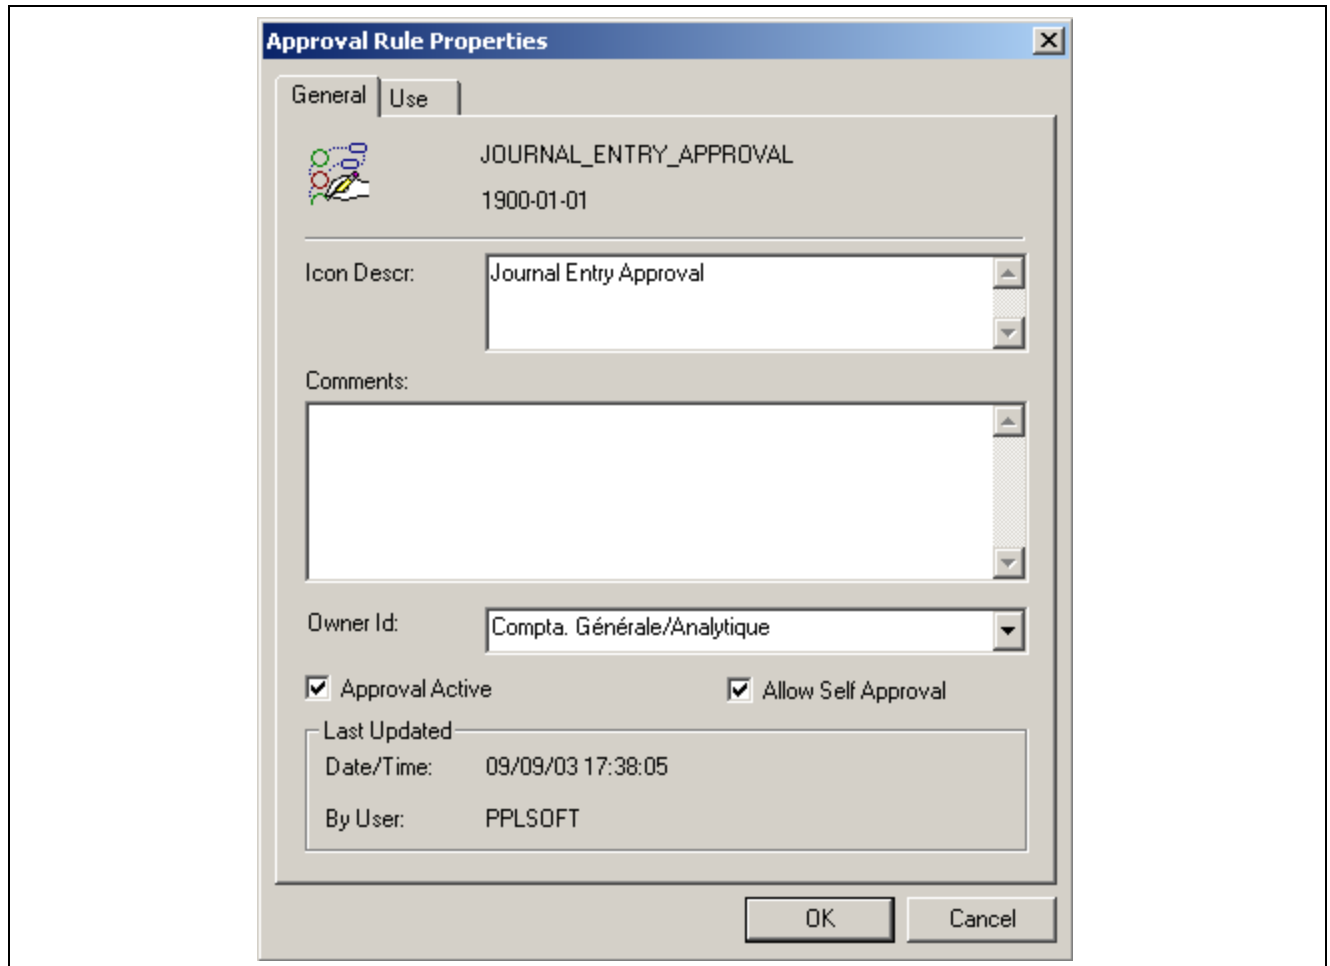 Approval Rule Properties
General Use
JOURNAL_ENTRY_APPROVAL
1900-01-01
Icon Descr: Journal Entry Approval
Comments:
Owner Id: Compta. Générale/Analytique
Approval Active Allow Self Approval
Last Updated
Date/Time: 09/09/03 17:38:05
By User: PPLSOFT
OK Cancel